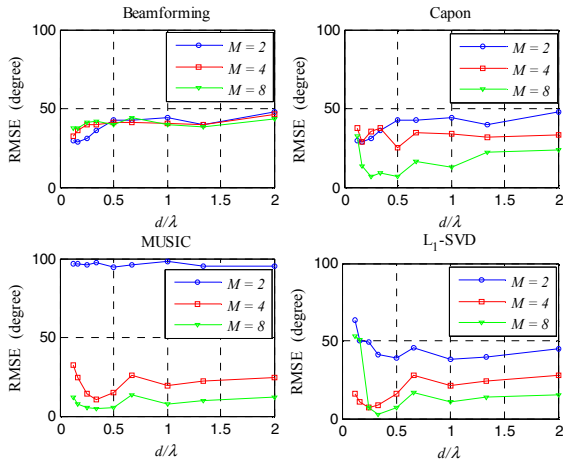 Beamforming
100
50
0
0 0.5 1 1.5 2
RMSE (degree)
d/λ
M = 2
M = 4
M = 8
Capon
100
50
0
0 0.5 1 1.5 2
RMSE (degree)
d/λ
M = 2
M = 4
M = 8
MUSIC
100
50
0
0 0.5 1 1.5 2
RMSE (degree)
d/λ
M = 2
M = 4
M = 8
L₁-SVD
100
50
0
0 0.5 1 1.5 2
RMSE (degree)
d/λ
M = 2
M = 4
M = 8